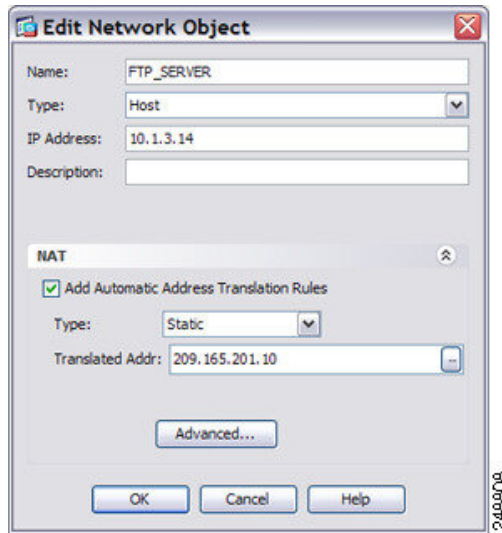 Edit Network Object
Name: FTP_SERVER
Type: Host
IP Address: 10.1.3.14
Description:
NAT
Add Automatic Address Translation Rules
Type: Static
Translated Addr: 209.165.201.10 ...
Advanced...
OK Cancel Help
248808